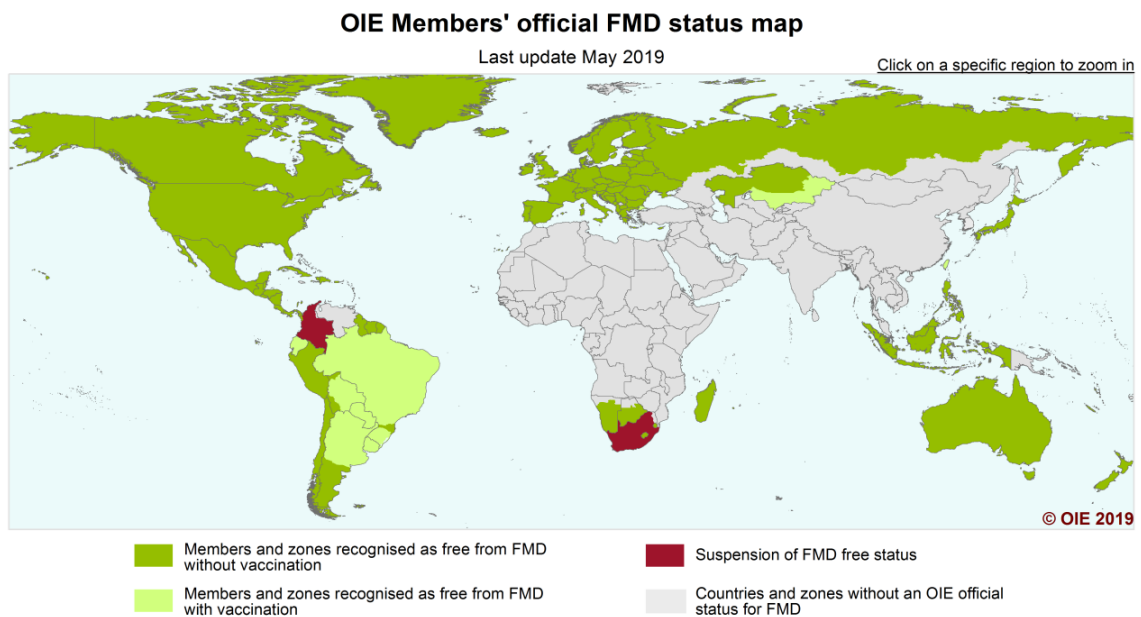 OIE Members' official FMD status map
Last update May 2019
Click on a specific region to zoom in
© OIE 2019
Members and zones recognised as free from FMD
without vaccination
Suspension of FMD free status
Members and zones recognised as free from FMD
with vaccination
Countries and zones without an OIE official
status for FMD